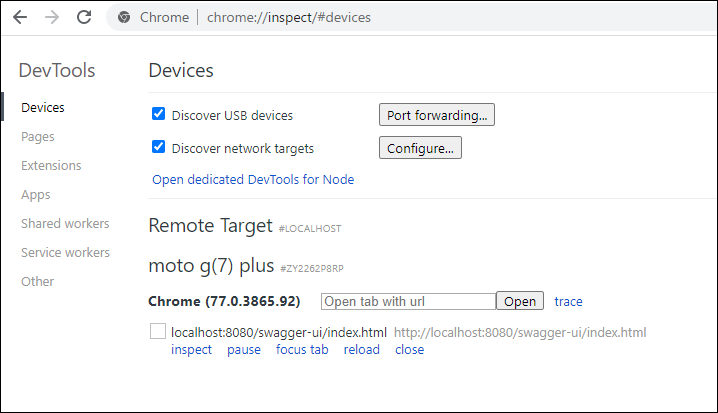 Chrome | chrome://inspect/#devices
DevTools
Devices
Pages
Extensions
Apps
Shared workers
Service workers
Other
Devices
Discover USB devices Port forwarding...
Discover network targets Configure...
Open dedicated DevTools for Node
Remote Target #LOCALHOST
moto g(7) plus #ZY2262P8RP
Chrome (77.0.3865.92) Open tab with url Open trace
localhost:8080/swagger-ui/index.html http://localhost:8080/swagger-ui/index.html
inspect pause focus tab reload close